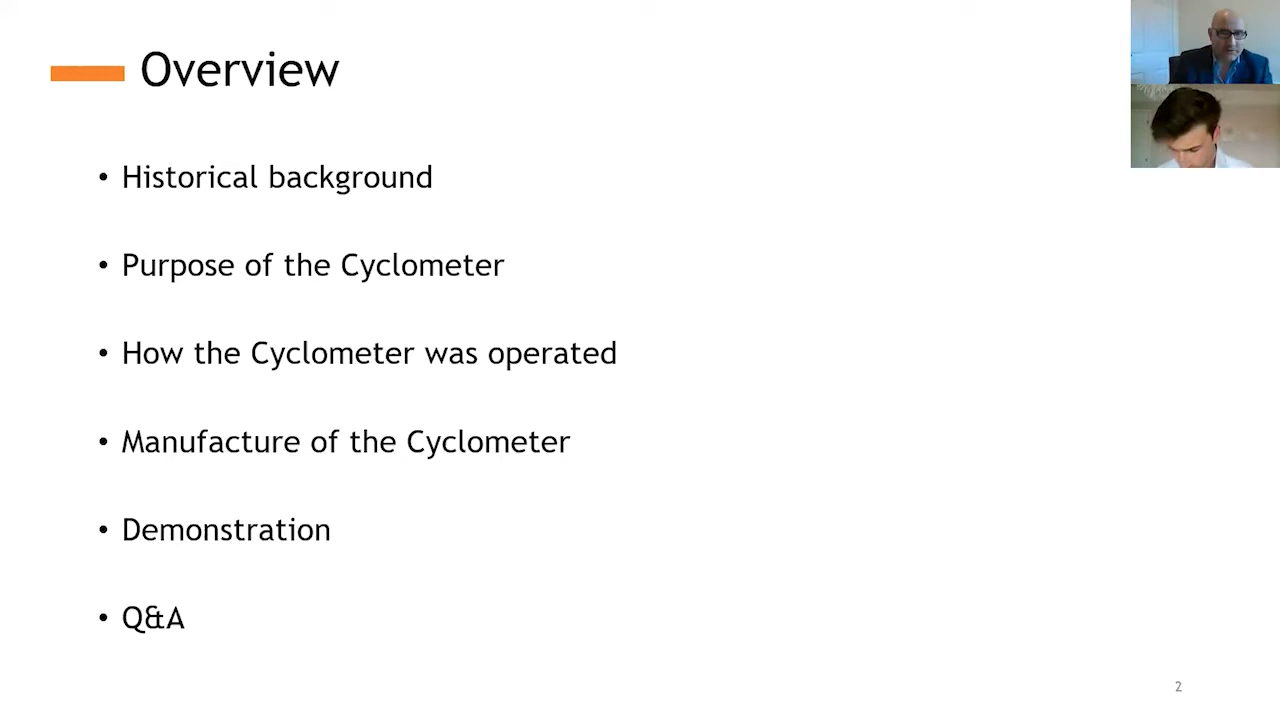 Overview
• Historical background
• Purpose of the Cyclometer
• How the Cyclometer was operated
• Manufacture of the Cyclometer
• Demonstration
• Q&A
2